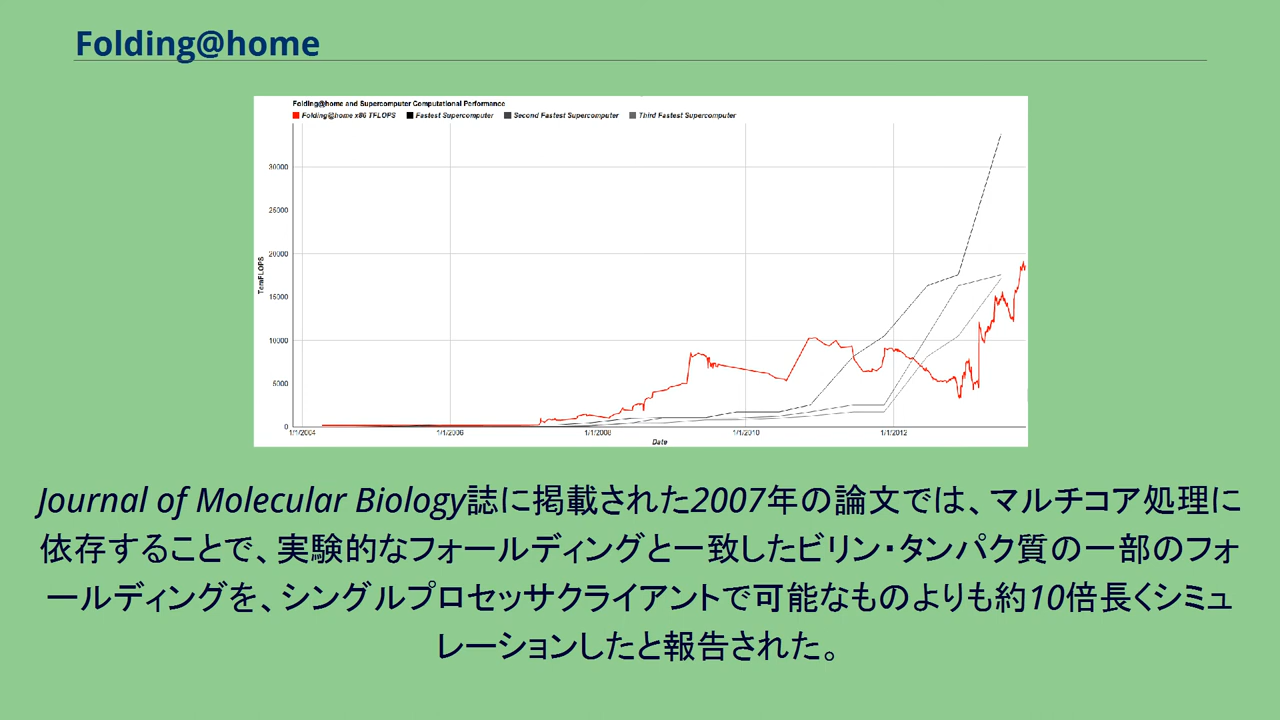 Folding@home
Folding@home and Supercomputer Computational Performance
Folding@home x86 TFLOPS Fastest Supercomputer Second Fastest Supercomputer Third Fastest Supercomputer
30000
25000
20000
15000
10000
5000
0
TeraFLOPS
1/1/2004 1/1/2006 1/1/2008 1/1/2010 1/1/2012
Date
Journal of Molecular Biology誌に掲載された2007年の論文では、マルチコア処理に
依存することで、実験的なフォールディングと一致したビリン・タンパク質の一部のフォ
ールディングを、シングルプロセッサクライアントで可能なものよりも約10倍長くシミュ
レーションしたと報告された。